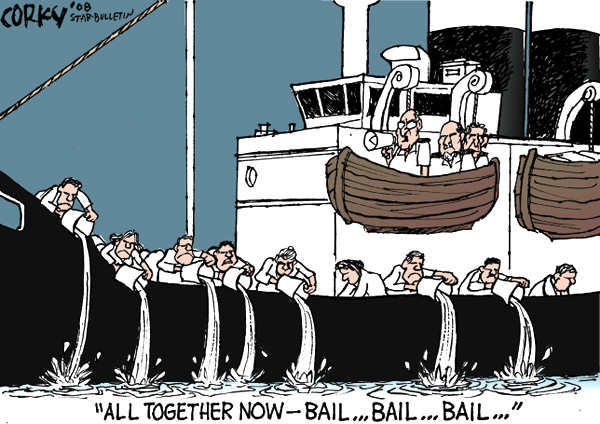 CORKY '08
STAR-BULLETIN
"ALL TOGETHER NOW – BAIL...BAIL...BAIL..."